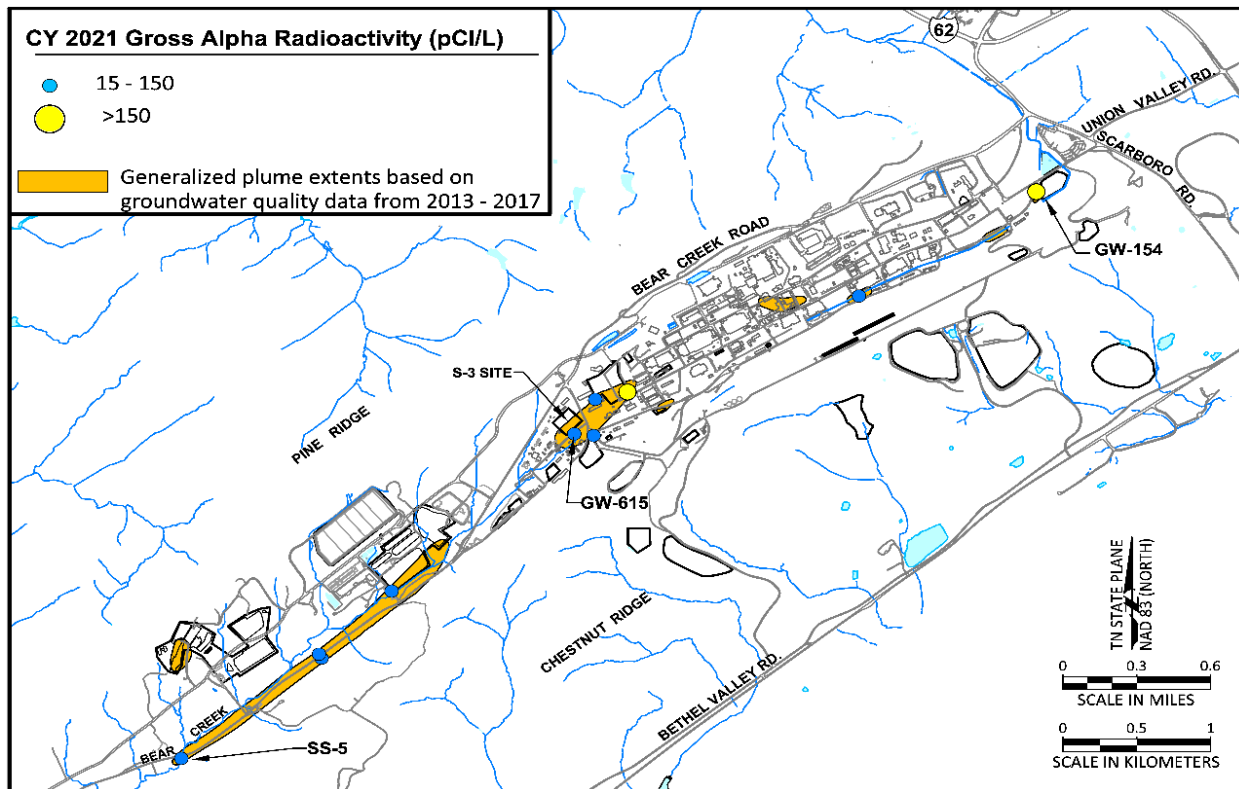 CY 2021 Gross Alpha Radioactivity (pCI/L)
15 - 150
>150
Generalized plume extents based on
groundwater quality data from 2013 - 2017
62
UNION VALLEY RD.
SCARBORO RD.
BEAR CREEK ROAD
GW-154
S-3 SITE
PINE RIDGE
GW-615
CHESTNUT RIDGE
BETHEL VALLEY RD.
BEAR CREEK
SS-5
TN STATE PLANE
NAD 83 (NORTH)
0 0.3 0.6
SCALE IN MILES
0 0.5 1
SCALE IN KILOMETERS